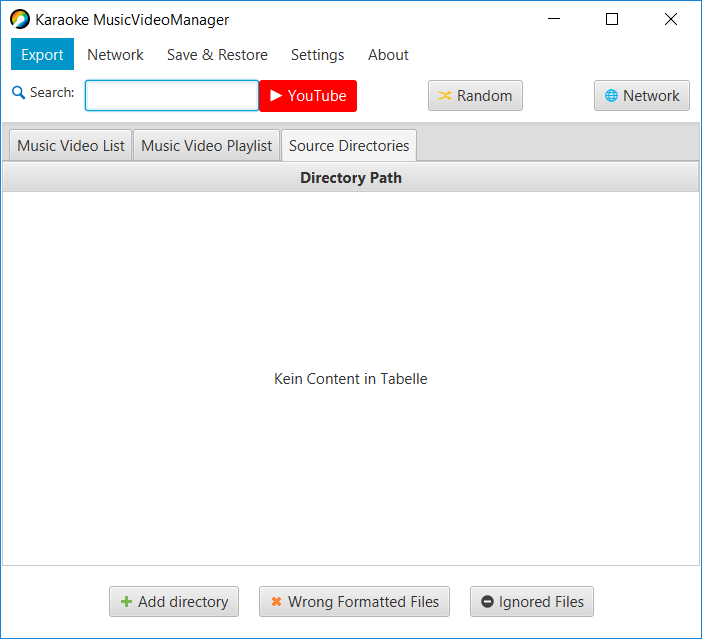 Karaoke MusicVideoManager
Export Network Save & Restore Settings About
Search: YouTube Random Network
Music Video List Music Video Playlist Source Directories
Directory Path
Kein Content in Tabelle
Add directory Wrong Formatted Files Ignored Files